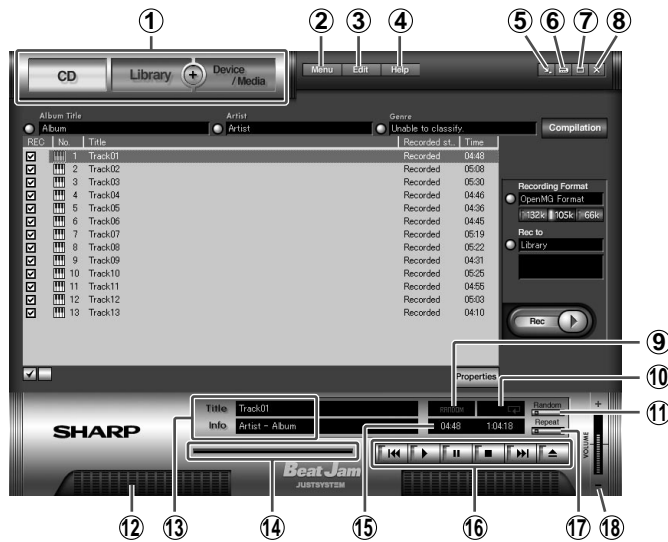 1 2 3 4 5 6 7 8
CD Library + Device / Media Menu Edit Help
Album Title Artist Genre
Album Artist Unable to classify. Compilation
REC No. Title Recorded st.. Time
1 Track01 Recorded 04:48
2 Track02 Recorded 05:08
3 Track03 Recorded 05:30
4 Track04 Recorded 04:46
5 Track05 Recorded 04:36
6 Track06 Recorded 04:45
7 Track07 Recorded 05:19
8 Track08 Recorded 05:22
9 Track09 Recorded 04:31
10 Track10 Recorded 05:25
11 Track11 Recorded 04:55
12 Track12 Recorded 05:03
13 Track13 Recorded 04:10
Recording Format
OpenMG Format
132k 105k 66k
Rec to
Library
Rec
Properties
9
10
11
Title Track01 RANDOM Random
Info Artist - Album 04:48 1:04:18 Repeat
SHARP
VOLUME
+
-
Beat Jam
JUSTSYSTEM
12 13 14 15 16 17 18